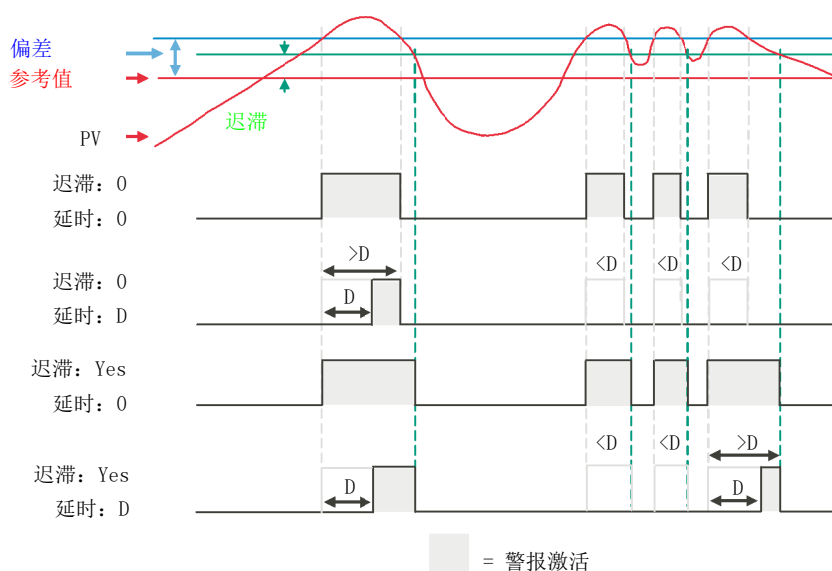 偏差
参考值
迟滞
PV
迟滞: 0
延时: 0
>D
<D
<D
<D
迟滞: 0
D
延时: D
迟滞: Yes
延时: 0
<D
<D
>D
迟滞: Yes
D
D
延时: D
= 警报激活